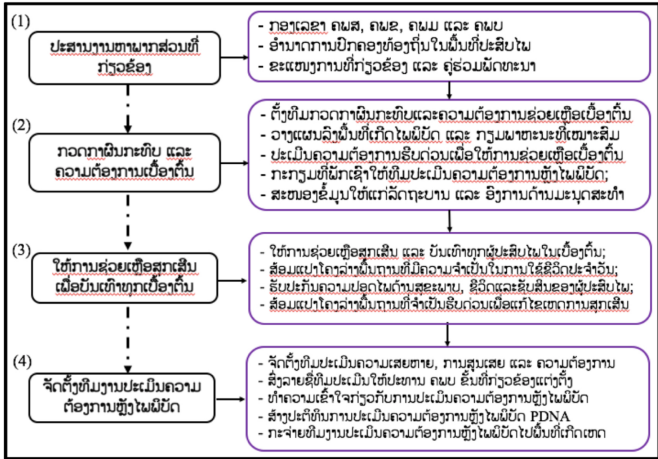 (1)
ປະສານງານຫາພາກສ່ວນທີ່
ກ່ຽວຂ້ອງ
- ກອງເລຂາ ຄພສ, ຄພຂ, ຄພມ ແລະ ຄພບ
- ອຳນາດການປົກຄອງທ້ອງຖິ່ນໃນພື້ນທີ່ປະສົບໄພ
- ຂະແໜງການທີ່ກ່ຽວຂ້ອງ ແລະ ຄູ່ຮ່ວມພັດທະນາ
(2)
ກວດກາຜົນກະທົບ ແລະ
ຄວາມຕ້ອງການເບື້ອງຕົ້ນ
- ຕັ້ງທີມກວດກາຜົນກະທົບແລະຄວາມຕ້ອງການຊ່ວຍເຫຼືອເບື້ອງຕົ້ນ
- ວາງແຜນລົງພື້ນທີ່ເກີດໄພພິບັດ ແລະ ກຽມພາຫະນະທີ່ເໝາະສົມ
- ປະເມີນຄວາມຕ້ອງການຮີບດ່ວນເພື່ອໃຫ້ການຊ່ວຍເຫຼືອເບື້ອງຕົ້ນ
- ກະກຽມທີ່ພັກເຊົາໃຫ້ທີມປະເມີນຄວາມຕ້ອງການຫຼັງໄພພິບັດ;
- ສະໜອງຂໍ້ມູນໃຫ້ແກ່ລັດຖະບານ ແລະ ອົງການດ້ານມະນຸດສະທຳ
(3)
ໃຫ້ການຊ່ວຍເຫຼືອສຸກເສີນ
ເພື່ອບັນເທົາທຸກເບື້ອງຕົ້ນ
- ໃຫ້ການຊ່ວຍເຫຼືອສຸກເສີນ ແລະ ບັນເທົາທຸກຜູ້ປະສົບໄພໃນເບື້ອງຕົ້ນ;
- ສ້ອມແປງໂຄງລ່າງພື້ນຖານທີ່ມີຄວາມຈຳເປັນໃນການໃຊ້ຊີວິດປະຈຳວັນ;
- ຮັບປະກັນຄວາມປອດໄພດ້ານສຸຂະພາບ, ຊີວິດແລະຊັບສິນຂອງຜູ້ປະສົບໄພ;
- ສ້ອມແປງໂຄງລ່າງພື້ນຖານທີ່ຈຳເປັນຮີບດ່ວນເພື່ອແກ້ໄຂເຫດການສຸກເສີນ
(4)
ຈັດຕັ້ງທີມງານປະເມີນຄວາມ
ຕ້ອງການຫຼັງໄພພິບັດ
- ຈັດຕັ້ງທີມປະເມີນຄວາມເສຍຫາຍ, ການສູນເສຍ ແລະ ຄວາມຕ້ອງການ
- ສົ່ງລາຍຊື່ທີມປະເມີນໃຫ້ປະທານ ຄພບ ຂັ້ນທີ່ກ່ຽວຂ້ອງແຕ່ງຕັ້ງ
- ທຳຄວາມເຂົ້າໃຈກ່ຽວກັບການປະເມີນຄວາມຕ້ອງການຫຼັງໄພພິບັດ
- ສ້າງປະຕິທິນການປະເມີນຄວາມຕ້ອງການຫຼັງໄພພິບັດ PDNA
- ກະຈ່າຍທີມງານປະເມີນຄວາມຕ້ອງການຫຼັງໄພພິບັດໄປພື້ນທີ່ເກີດເຫດ